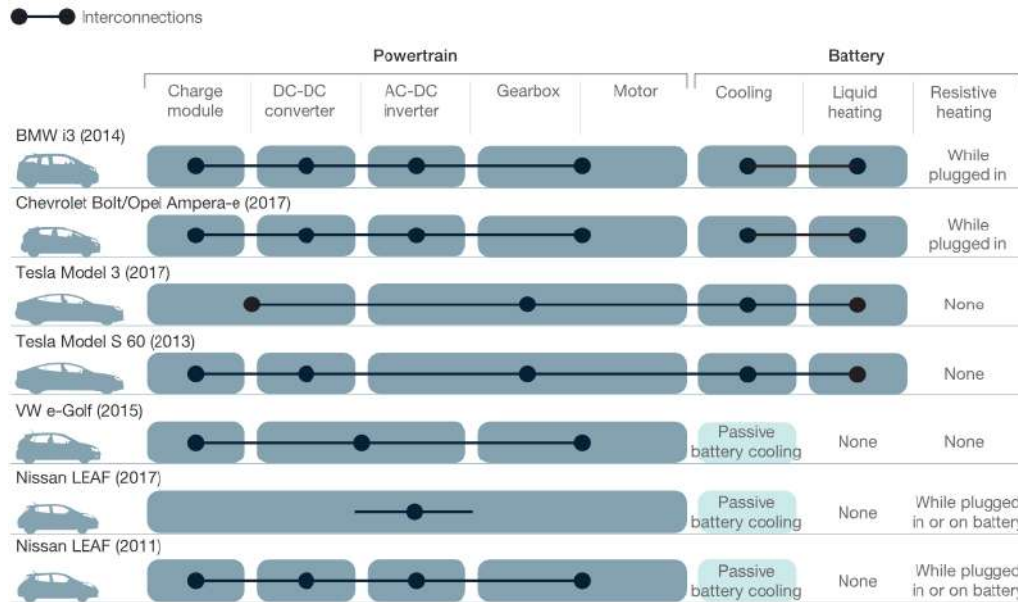 Interconnections
Powertrain
Battery
Charge
module
DC-DC
converter
AC-DC
inverter
Gearbox
Motor
Cooling
Liquid
heating
Resistive
heating
BMW i3 (2014)
While
plugged in
Chevrolet Bolt/Opel Ampera-e (2017)
While
plugged in
Tesla Model 3 (2017)
None
Tesla Model S 60 (2013)
None
VW e-Golf (2015)
Passive
battery cooling
None
None
Nissan LEAF (2017)
Passive
battery cooling
None
While plugged
in or on battery
Nissan LEAF (2011)
Passive
battery cooling
None
While plugged
in or on battery